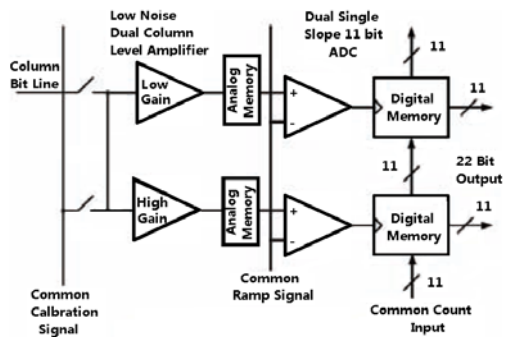 Low Noise
Dual Column
Level Amplifier
Dual Single
Slope 11 bit
ADC
11
Column
Bit Line
Low
Gain
Analog
Memory
+
-
Digital
Memory
11
11
22 Bit
Output
High
Gain
Analog
Memory
+
-
Digital
Memory
11
Common
Calbration
Signal
Common
Ramp Signal
11
Common Count
Input